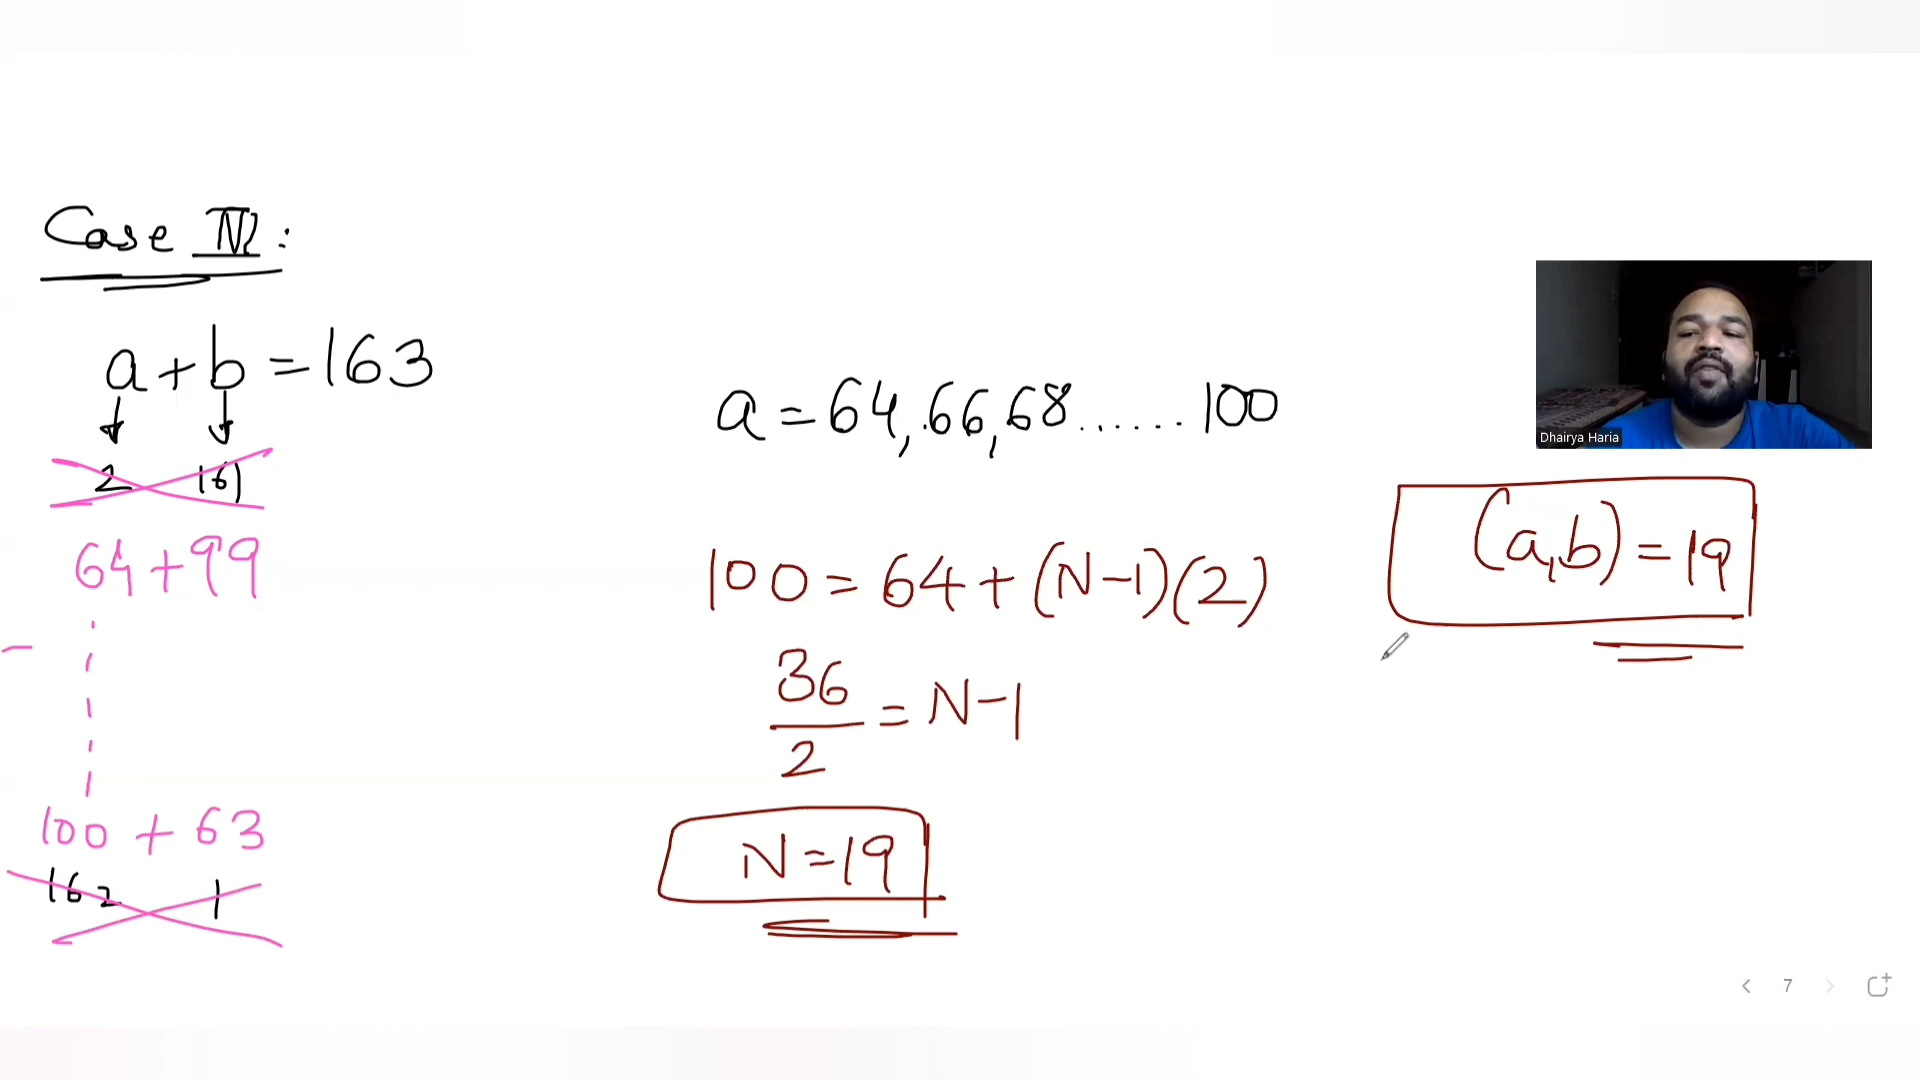 Case IV:
a+b=163
2 161
64+99
100+63
162 1
a=64,66,68......100
100=64+(N-1)(2)
36/2=N-1
N=19
Dhairya Haria
(a,b)=19
7